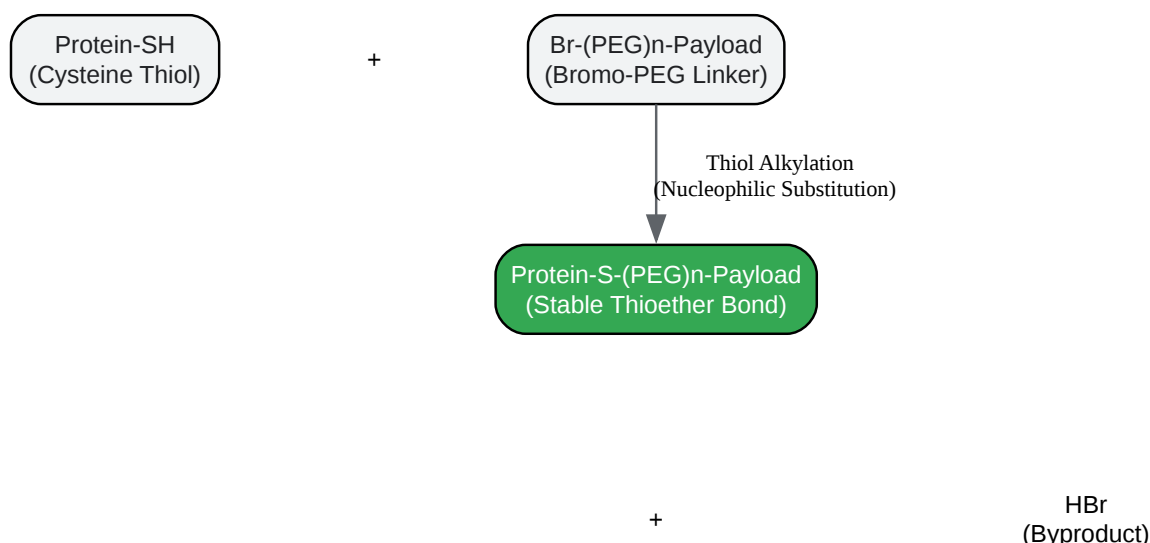 Protein-SH
(Cysteine Thiol)
+
Br-(PEG)n-Payload
(Bromo-PEG Linker)
Thiol Alkylation
(Nucleophilic Substitution)
Protein-S-(PEG)n-Payload
(Stable Thioether Bond)
+
HBr
(Byproduct)